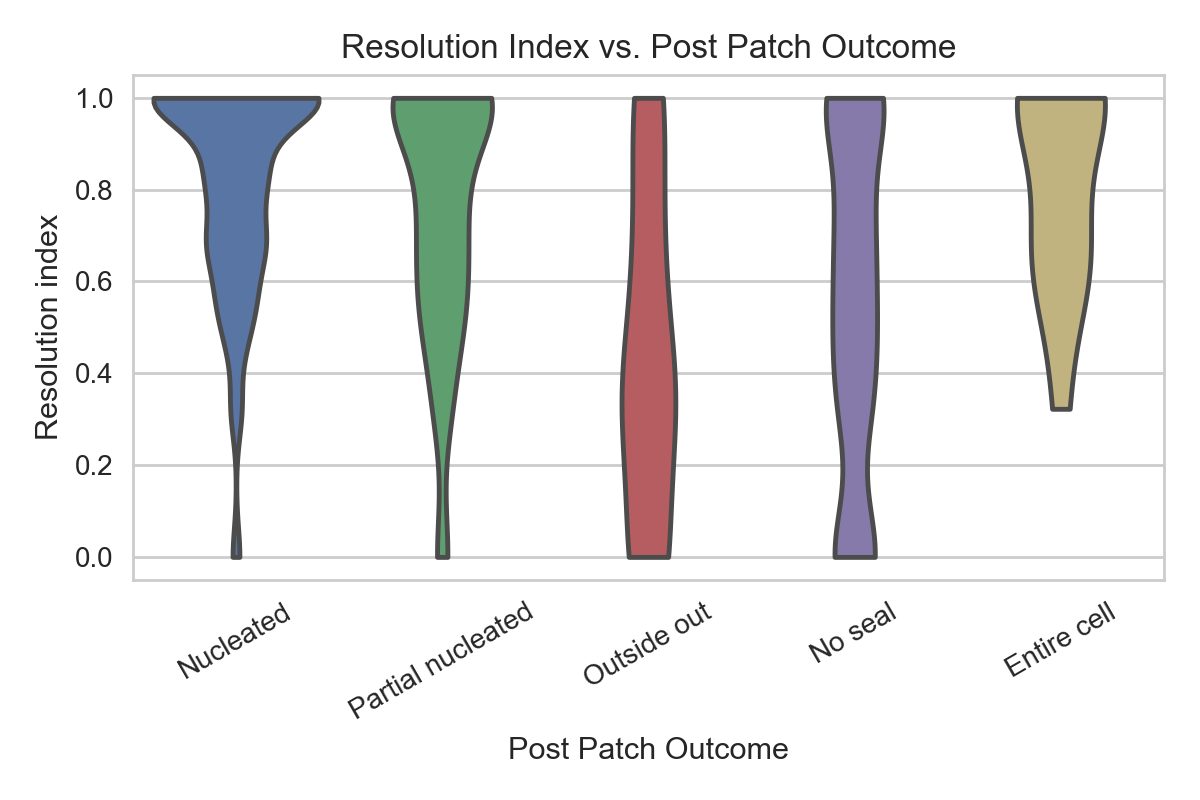 Resolution Index vs. Post Patch Outcome
1.0
0.8
0.6
0.4
0.2
0.0
Resolution index
Nucleated
Partial nucleated
Outside out
No seal
Entire cell
Post Patch Outcome